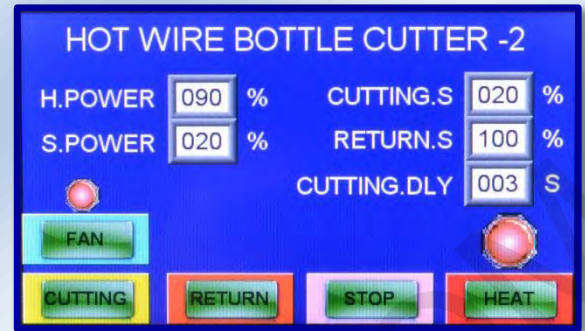 HOT WIRE BOTTLE CUTTER -2
H.POWER 090 % CUTTING.S 020 %
S.POWER 020 % RETURN.S 100 %
CUTTING.DLY 003 S
FAN
CUTTING RETURN STOP HEAT